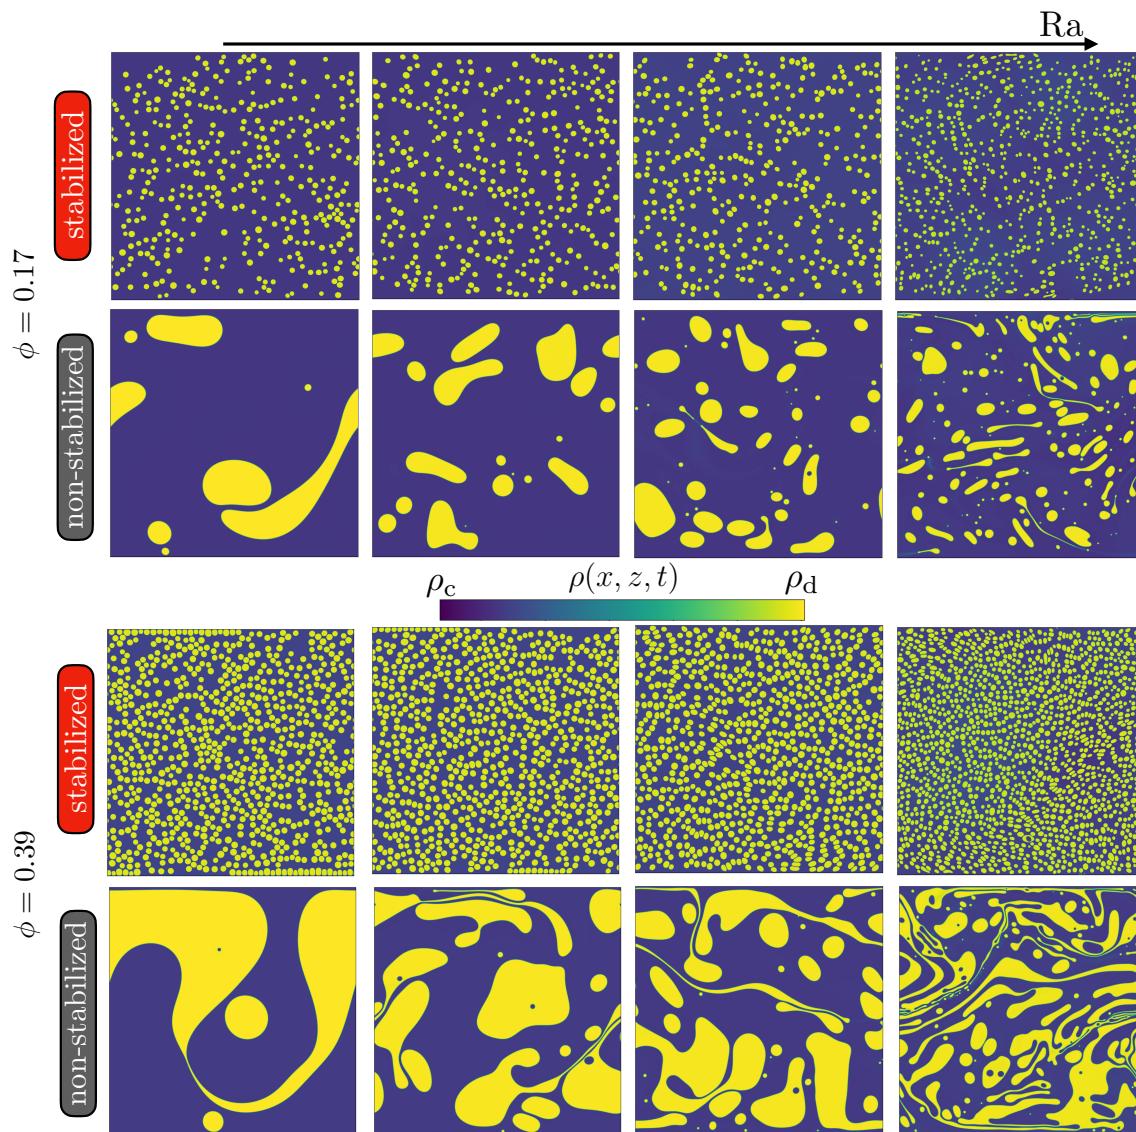 Ra
stabilized
ϕ = 0.17
non-stabilized
ρc ρ(x, z, t) ρd
stabilized
ϕ = 0.39
non-stabilized